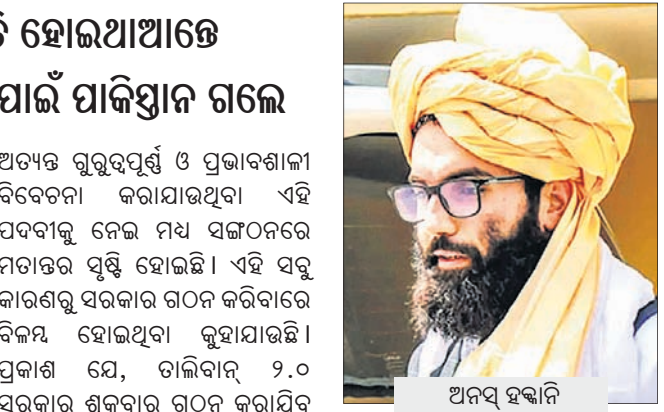 ହୋଇଥାଆନ୍ତେ
ପାଇଁ ପାକିସ୍ତାନ ଗଲେ
ଅତ୍ୟନ୍ତ ଗୁରୁତ୍ୱପୂର୍ଣ୍ଣ ଓ ପ୍ରଭାବଶାଳୀ
ବିବେଚନା କରାଯାଉଥିବା ଏହି
ପଦବୀକୁ ନେଇ ମଧ୍ୟ ସଙ୍ଗଠନରେ
ମତାନ୍ତର ସୃଷ୍ଟି ହୋଇଛି। ଏହି ସବୁ
କାରଣରୁ ସରକାର ଗଠନ କରିବାରେ
ବିଳମ୍ବ ହୋଇଥିବା କୁହାଯାଉଛି।
ପ୍ରକାଶ ଯେ, ତାଲିବାନ୍ ୨.୦
ସରକାର ଶୁକ୍ରବାର ଗଠନ କରାଯିବ
ଅନସ୍ ହକ୍କାନି